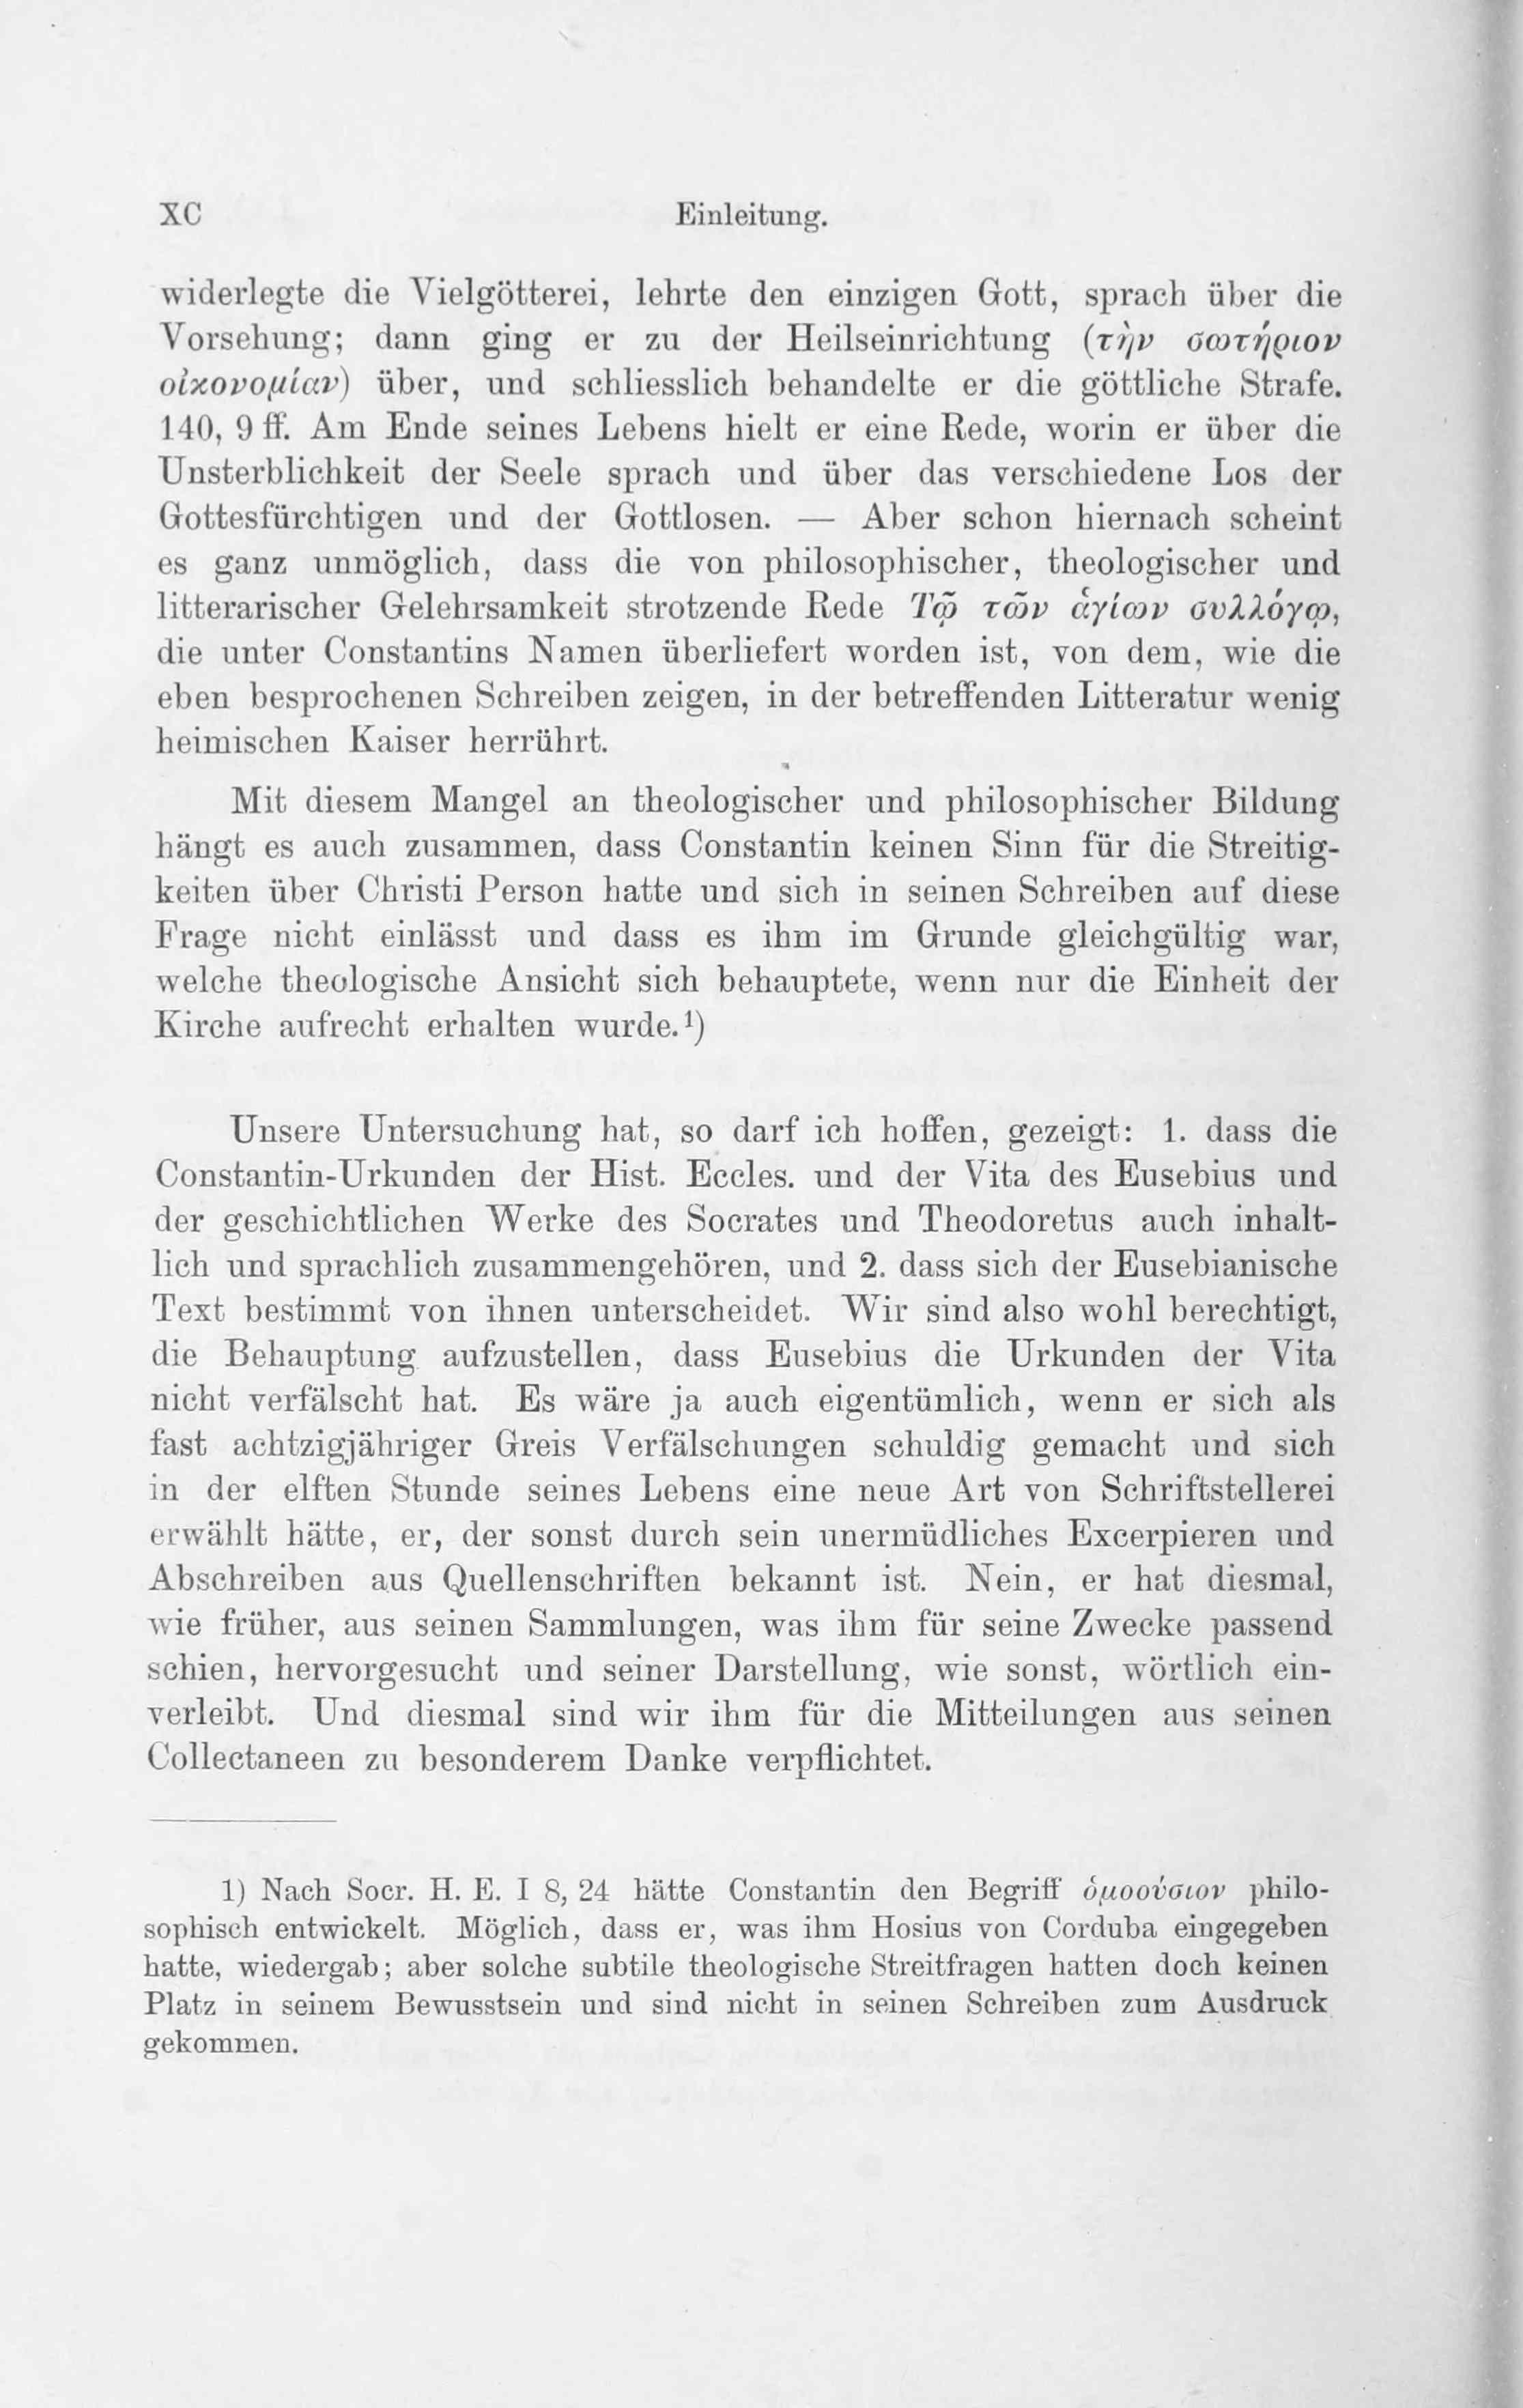 XC Einleitung.
widerlegte die Vielgötterei, lehrte den einzigen Gott, sprach über die
Vorsehung; dann ging er zu der Heilseinrichtung (τὴν σωτήριον
οἰκονομίαν) über, und schliesslich behandelte er die göttliche Strafe.
140, 9 ff. Am Ende seines Lebens hielt er eine Rede, worin er über die
Unsterblichkeit der Seele sprach und über das verschiedene Los der
Gottesfürchtigen und der Gottlosen. — Aber schon hiernach scheint
es ganz unmöglich, dass die von philosophischer, theologischer und
litterarischer Gelehrsamkeit strotzende Rede Τῷ τῶν ἁγίων συλλόγῳ,
die unter Constantins Namen überliefert worden ist, von dem, wie die
eben besprochenen Schreiben zeigen, in der betreffenden Litteratur wenig
heimischen Kaiser herrührt.
Mit diesem Mangel an theologischer und philosophischer Bildung
hängt es auch zusammen, dass Constantin keinen Sinn für die Streitig-
keiten über Christi Person hatte und sich in seinen Schreiben auf diese
Frage nicht einlässt und dass es ihm im Grunde gleichgültig war,
welche theologische Ansicht sich behauptete, wenn nur die Einheit der
Kirche aufrecht erhalten wurde.¹)
Unsere Untersuchung hat, so darf ich hoffen, gezeigt: 1. dass die
Constantin-Urkunden der Hist. Eccles. und der Vita des Eusebius und
der geschichtlichen Werke des Socrates und Theodoretus auch inhalt-
lich und sprachlich zusammengehören, und 2. dass sich der Eusebianische
Text bestimmt von ihnen unterscheidet. Wir sind also wohl berechtigt,
die Behauptung aufzustellen, dass Eusebius die Urkunden der Vita
nicht verfälscht hat. Es wäre ja auch eigentümlich, wenn er sich als
fast achtzigjähriger Greis Verfälschungen schuldig gemacht und sich
in der elften Stunde seines Lebens eine neue Art von Schriftstellerei
erwählt hätte, er, der sonst durch sein unermüdliches Excerpieren und
Abschreiben aus Quellenschriften bekannt ist. Nein, er hat diesmal,
wie früher, aus seinen Sammlungen, was ihm für seine Zwecke passend
schien, hervorgesucht und seiner Darstellung, wie sonst, wörtlich ein-
verleibt. Und diesmal sind wir ihm für die Mitteilungen aus seinen
Collectaneen zu besonderem Danke verpflichtet.
1) Nach Socr. H. E. I 8, 24 hätte Constantin den Begriff ὁμοούσιον philo-
sophisch entwickelt. Möglich, dass er, was ihm Hosius von Corduba eingegeben
hatte, wiedergab; aber solche subtile theologische Streitfragen hatten doch keinen
Platz in seinem Bewusstsein und sind nicht in seinen Schreiben zum Ausdruck
gekommen.